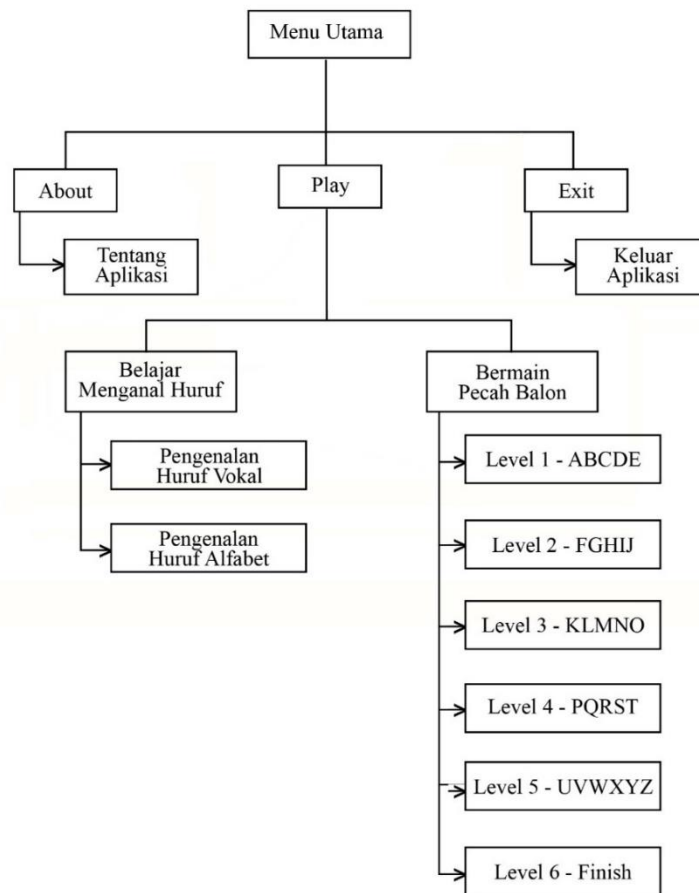 Menu Utama
About
Play
Exit
Tentang
Aplikasi
Keluar
Aplikasi
Belajar
Menganal Huruf
Bermain
Pecah Balon
Pengenalan
Huruf Vokal
Pengenalan
Huruf Alfabet
Level 1 - ABCDE
Level 2 - FGHIJ
Level 3 - KLMNO
Level 4 - PQRST
Level 5 - UVWXYZ
Level 6 - Finish